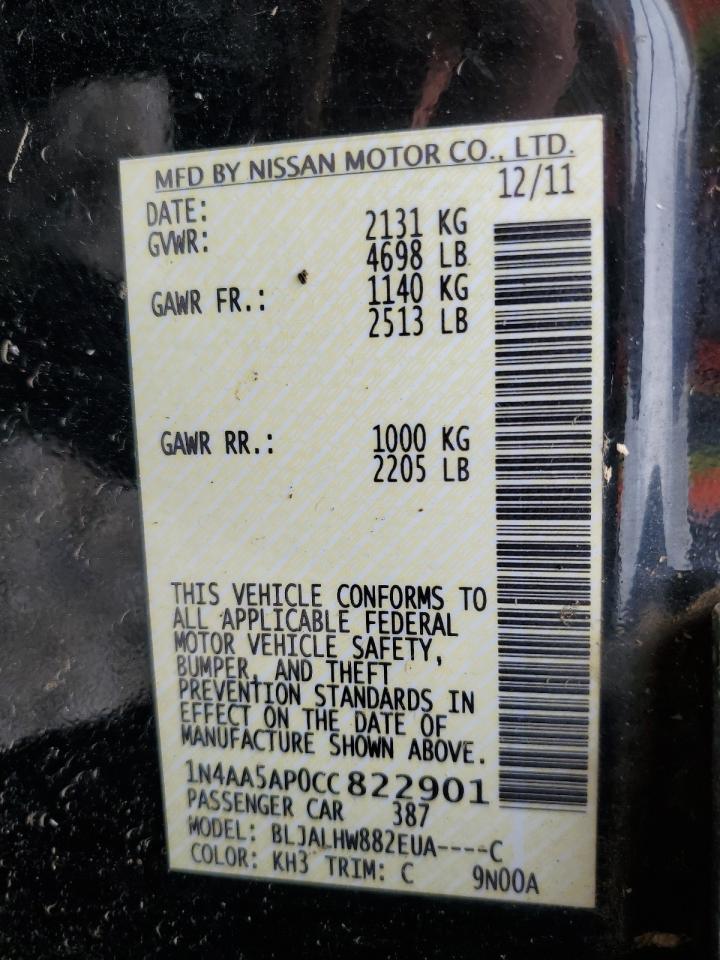 MFD BY NISSAN MOTOR CO., LTD.
DATE: 12/11
GVWR: 2131 KG
4698 LB
GAWR FR.: 1140 KG
2513 LB
GAWR RR.: 1000 KG
2205 LB
THIS VEHICLE CONFORMS TO
ALL APPLICABLE FEDERAL
MOTOR VEHICLE SAFETY,
BUMPER, AND THEFT
PREVENTION STANDARDS IN
EFFECT ON THE DATE OF
MANUFACTURE SHOWN ABOVE.
1N4AA5AP0CC822901
PASSENGER CAR 387
MODEL: BLJALHW882EUA----C
COLOR: KH3 TRIM: C 9N00A